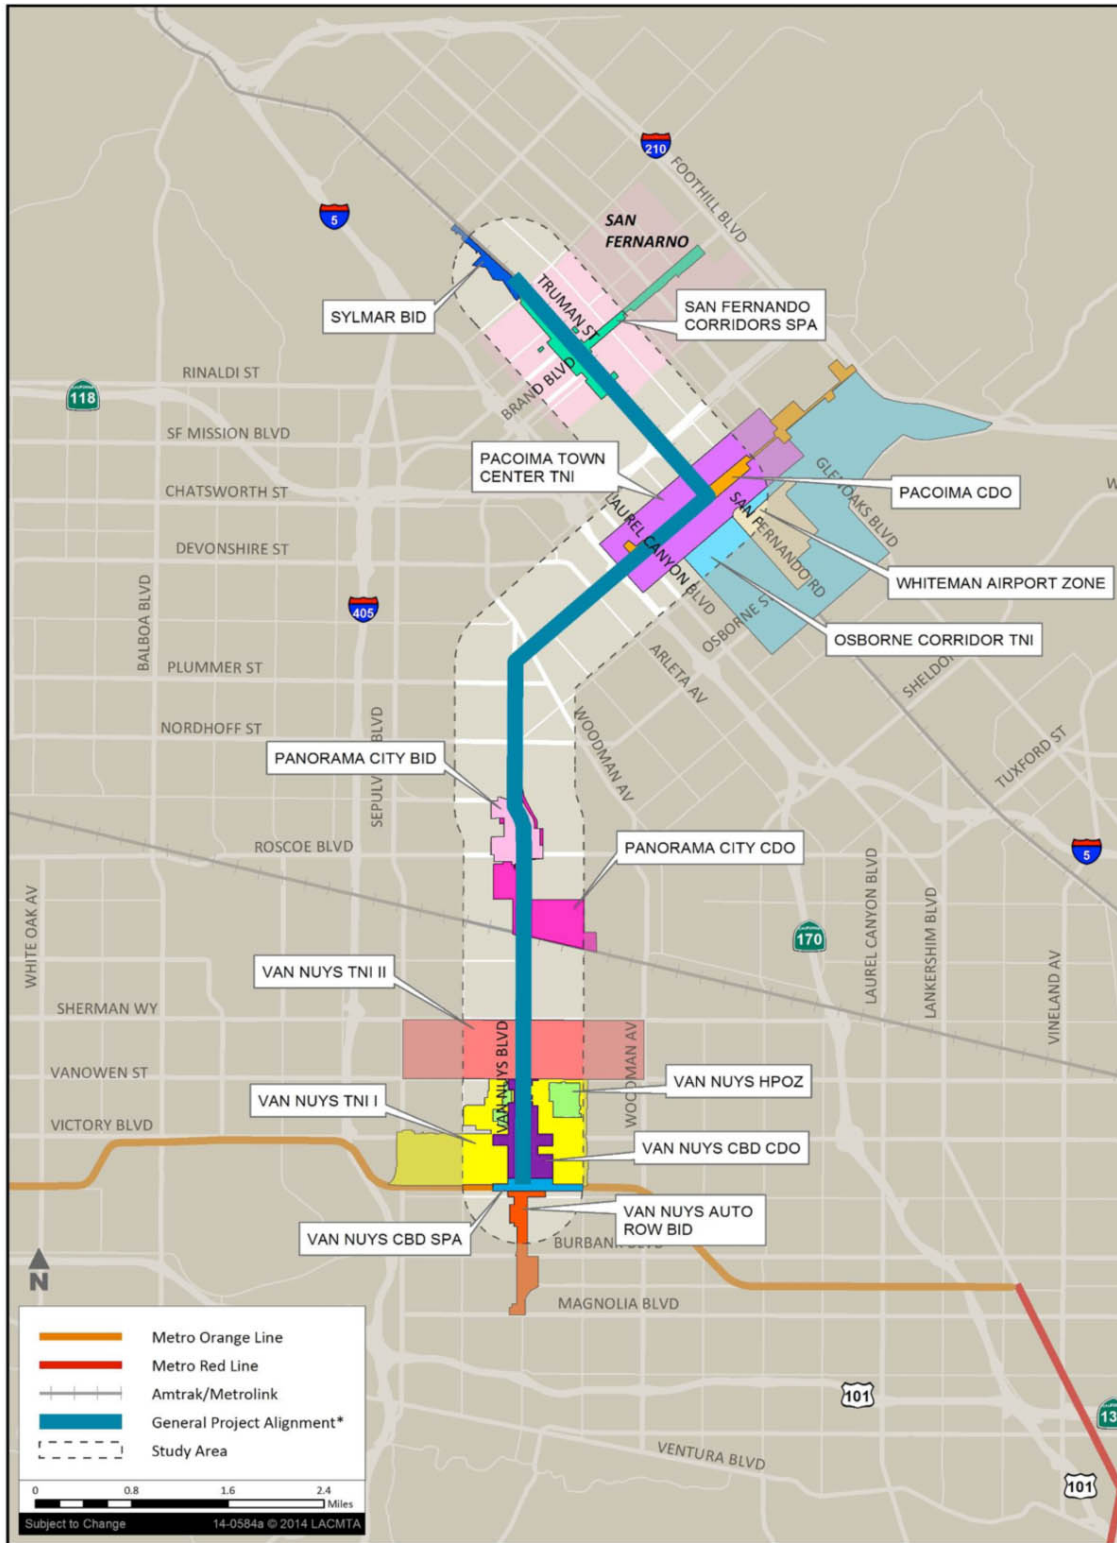 210
FOOTHILL BLVD
5
SAN
FERNARNO
TRUMAN ST
SYLMAR BID
SAN FERNANDO
CORRIDORS SPA
RINALDI ST
118
BRAND BLVD
SF MISSION BLVD
PACOIMA TOWN
CENTER TNI
GLENOAKS BLVD
CHATSWORTH ST
PACOIMA CDO
LAUREL CANYON BLVD
SAN FERNANDO RD
DEVONSHIRE ST
WHITEMAN AIRPORT ZONE
BALBOA BLVD
405
OSBORNE ST
OSBORNE CORRIDOR TNI
PLUMMER ST
ARLETA AV
SHELDON
NORDHOFF ST
WOODMAN AV
TUXFORD ST
PANORAMA CITY BID
SEPULV BLVD
ROSCOE BLVD
PANORAMA CITY CDO
5
WHITE OAK AV
170
LAUREL CANYON BLVD
LANKERSHIM BLVD
VINELAND AV
VAN NUYS TNI II
SHERMAN WY
VAN NUYS BLVD
WOODMAN AV
VANOWEN ST
VAN NUYS HPOZ
VAN NUYS TNI I
VICTORY BLVD
VAN NUYS CBD CDO
VAN NUYS CBD SPA
VAN NUYS AUTO
ROW BID
BURBANK BLVD
N
MAGNOLIA BLVD
Metro Orange Line
Metro Red Line
Amtrak/Metrolink
General Project Alignment*
Study Area
101
13
VENTURA BLVD
101
0 0.8 1.6 2.4
Miles
Subject to Change 14-0584a © 2014 LACMTA